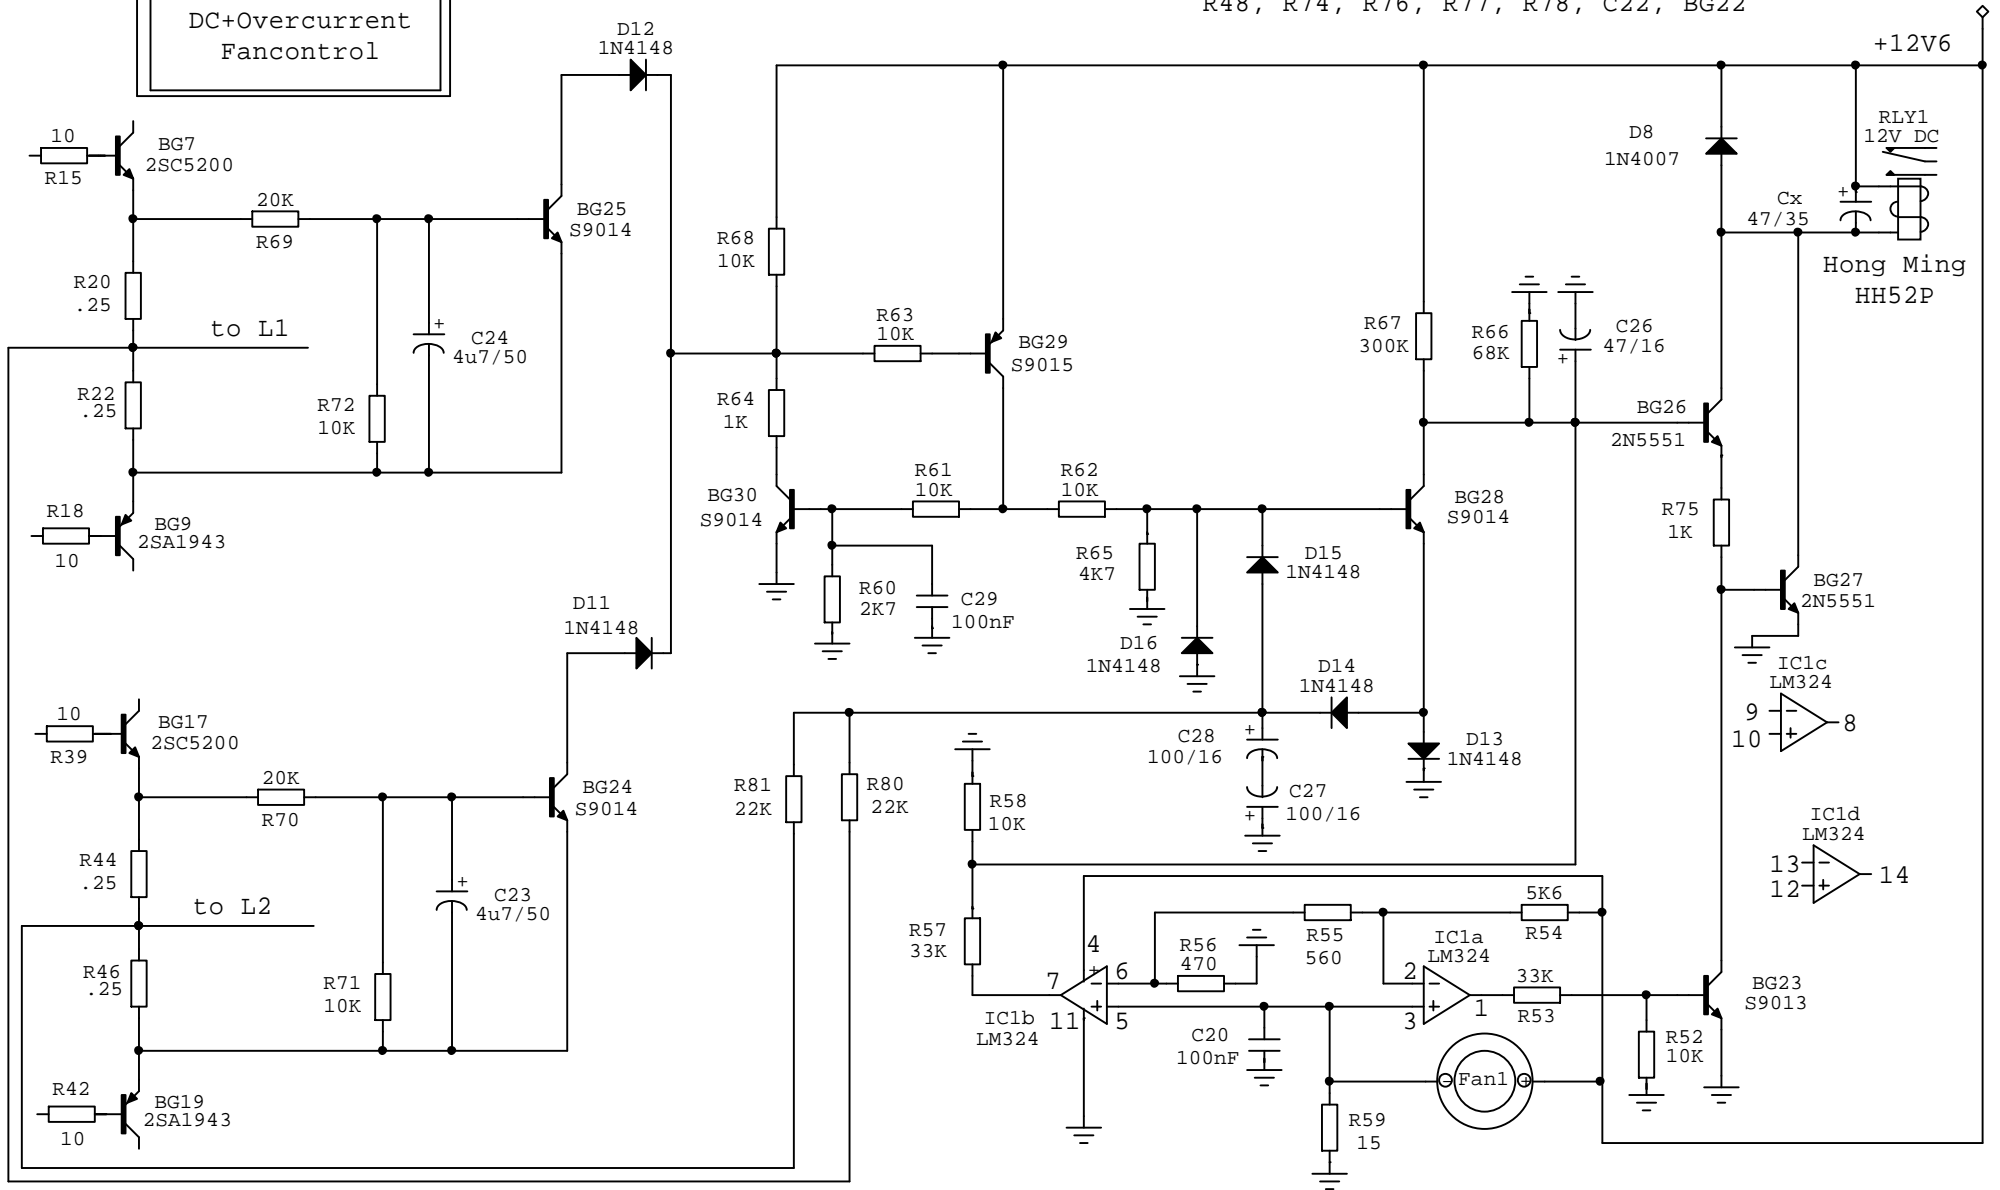 R48, R74, R76, R77, R78, C22, BG22
DC+Overcurrent
Fancontrol
+12V6
D12
1N4148
10
R15
BG7
2SC5200
20K
R69
BG25
S9014
R20
.25
to L1
R22
.25
R72
10K
+
C24
4u7/50
R18
10
BG9
2SA1943
D11
1N4148
R68
10K
R63
10K
BG29
S9015
R64
1K
BG30
S9014
R61
10K
R62
10K
R60
2K7
C29
100nF
R65
4K7
D16
1N4148
D15
1N4148
D14
1N4148
D13
1N4148
BG28
S9014
R67
300K
R66
68K
C26
47/16
+
D8
1N4007
RLY1
12V DC
Cx
47/35
+
Hong Ming
HH52P
BG26
2N5551
R75
1K
BG27
2N5551
IC1c
LM324
9
-
8
10
+
IC1d
LM324
13
-
14
12
+
10
R39
BG17
2SC5200
20K
R70
BG24
S9014
R44
.25
to L2
R46
.25
R71
10K
+
C23
4u7/50
R42
10
BG19
2SA1943
R81
22K
R80
22K
C28
100/16
+
C27
100/16
+
R58
10K
R57
33K
4
+
7
-
6
+
5
11
IC1b
LM324
R56
470
R55
560
5K6
R54
IC1a
LM324
2
-
3
+
1
33K
R53
BG23
S9013
R52
10K
C20
100nF
-
Fan1
+
R59
15